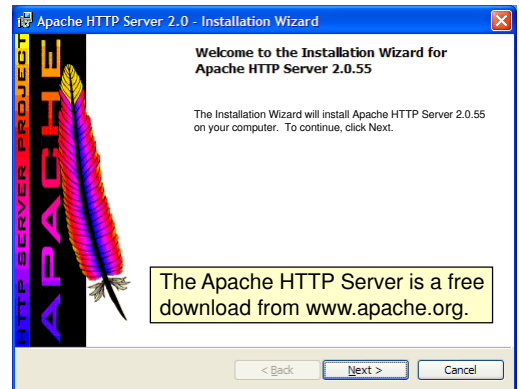 Apache HTTP Server 2.0 - Installation Wizard
HTTP SERVER PROJECT
APACHE
Welcome to the Installation Wizard for
Apache HTTP Server 2.0.55
The Installation Wizard will install Apache HTTP Server 2.0.55
on your computer. To continue, click Next.
The Apache HTTP Server is a free
download from www.apache.org.
< Back
Next >
Cancel